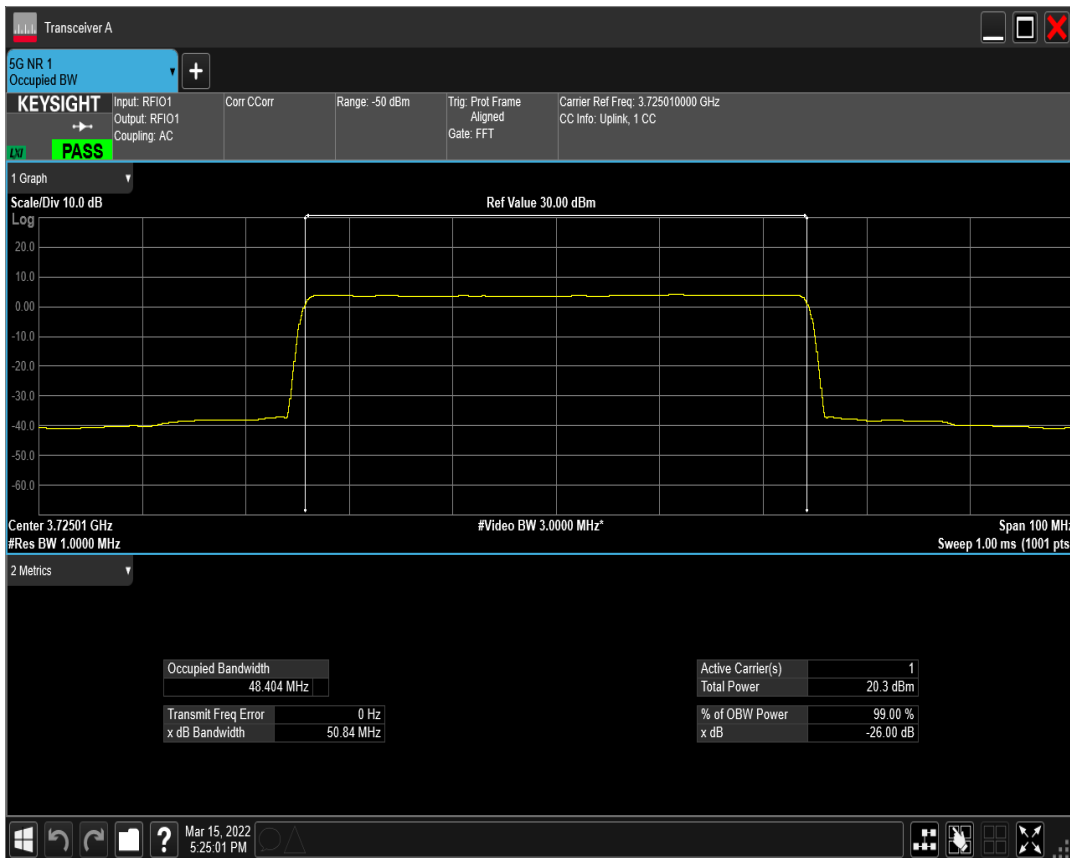 Transceiver A
5G NR 1
Occupied BW
+
KEYSIGHT
LXI
PASS
Input: RFIO1
Output: RFIO1
Coupling: AC
Corr CCorr
Range: -50 dBm
Trig: Prot Frame
Aligned
Gate: FFT
Carrier Ref Freq: 3.725010000 GHz
CC Info: Uplink, 1 CC
1 Graph
Scale/Div 10.0 dB
Ref Value 30.00 dBm
Log
20.0
10.0
0.00
-10.0
-20.0
-30.0
-40.0
-50.0
-60.0
Center 3.72501 GHz
#Video BW 3.0000 MHz*
Span 100 MHz
#Res BW 1.0000 MHz
Sweep 1.00 ms (1001 pts
2 Metrics
Occupied Bandwidth
48.404 MHz
Transmit Freq Error 0 Hz
x dB Bandwidth 50.84 MHz
Active Carrier(s) 1
Total Power 20.3 dBm
% of OBW Power 99.00 %
x dB -26.00 dB
?
Mar 15, 2022
5:25:01 PM